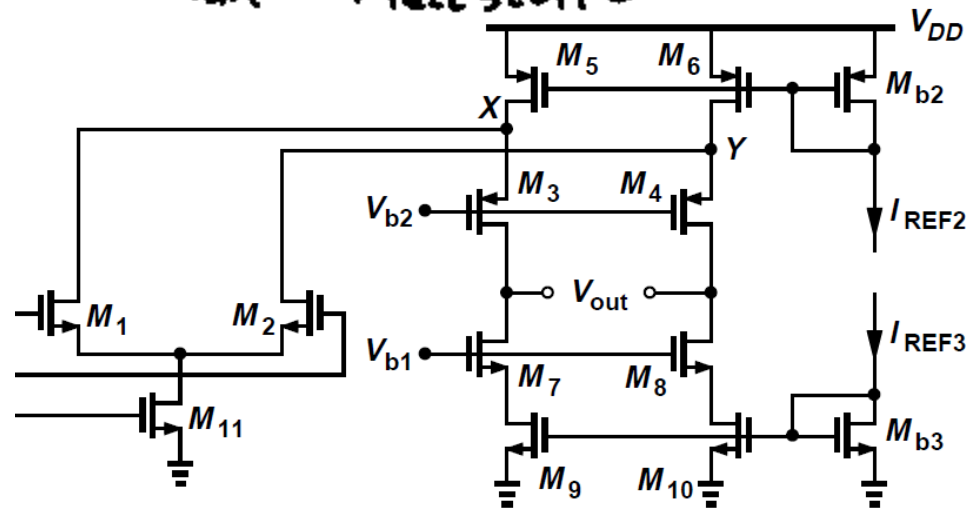 V_DD
M_5
M_6
M_b2
X
Y
M_3
M_4
V_b2
I_REF2
V_out
M_1
M_2
I_REF3
V_b1
M_7
M_8
M_11
M_b3
M_9
M_10